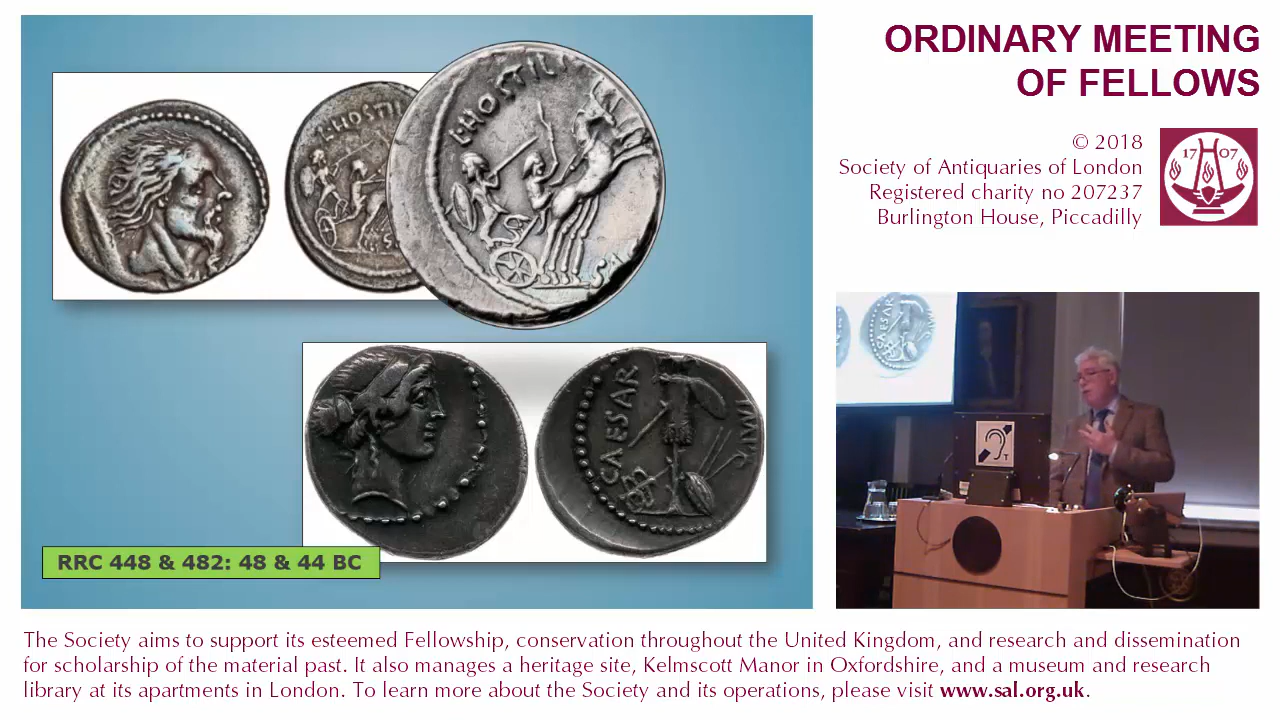 ORDINARY MEETING
OF FELLOWS
© 2018
Society of Antiquaries of London
Registered charity no 207237
Burlington House, Piccadilly
17 07
L·HOSTILI
L·HOSTIL
SA
CAESAR
IMP
RRC 448 & 482: 48 & 44 BC
CAESAR
IMP
T
The Society aims to support its esteemed Fellowship, conservation throughout the United Kingdom, and research and dissemination
for scholarship of the material past. It also manages a heritage site, Kelmscott Manor in Oxfordshire, and a museum and research
library at its apartments in London. To learn more about the Society and its operations, please visit www.sal.org.uk.